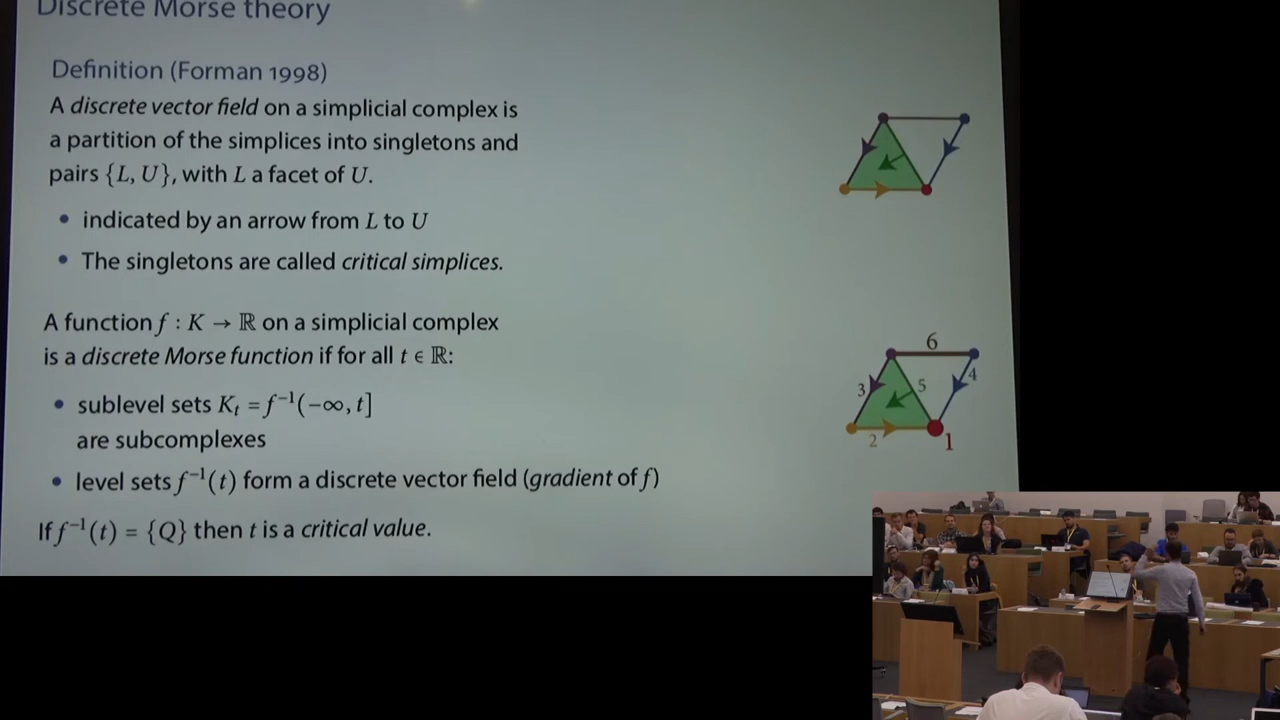 Discrete Morse theory
Definition (Forman 1998)
A discrete vector field on a simplicial complex is
a partition of the simplices into singletons and
pairs {L, U}, with L a facet of U.
• indicated by an arrow from L to U
• The singletons are called critical simplices.
A function f : K → ℝ on a simplicial complex
is a discrete Morse function if for all t ∈ ℝ:
• sublevel sets Kₜ = f⁻¹(−∞, t]
are subcomplexes
• level sets f⁻¹(t) form a discrete vector field (gradient of f)
If f⁻¹(t) = {Q} then t is a critical value.
6
3
5
4
2
1